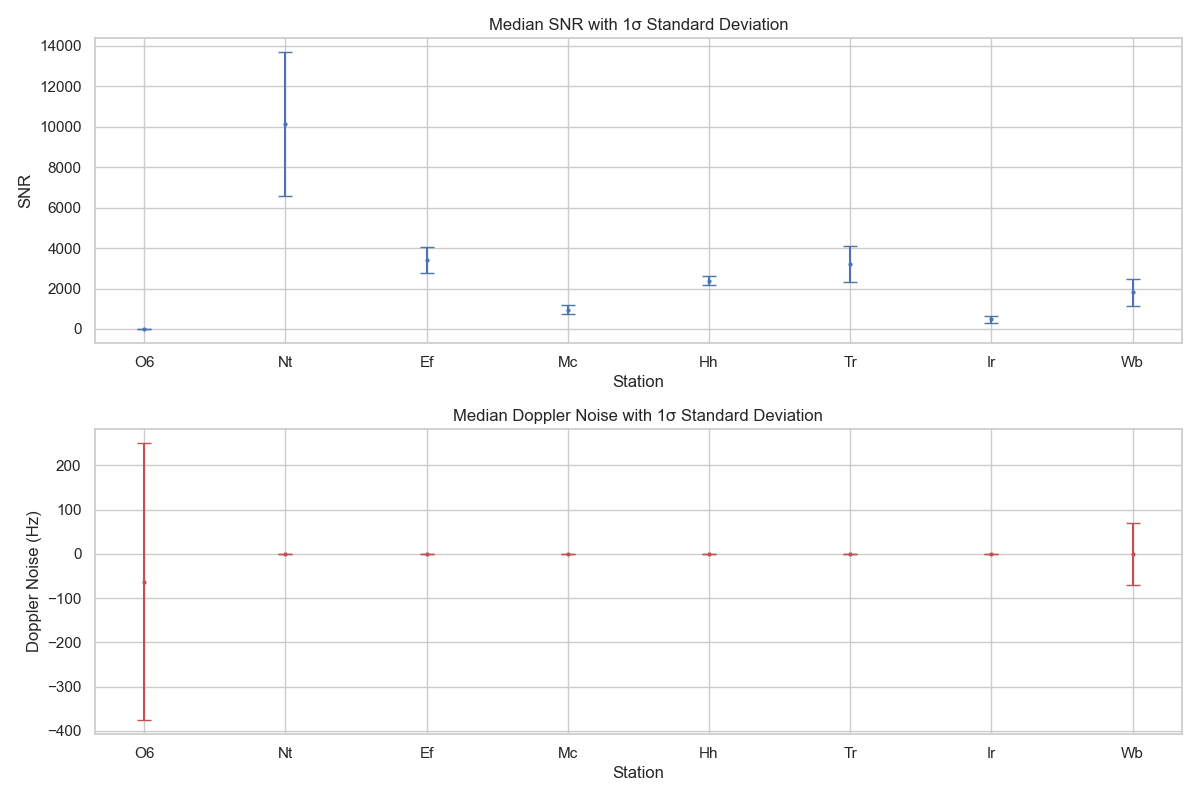 Median SNR with 1σ Standard Deviation
14000
12000
10000
8000
6000
4000
2000
0
SNR
O6 Nt Ef Mc Hh Tr Ir Wb
Station
Median Doppler Noise with 1σ Standard Deviation
200
100
0
−100
−200
−300
−400
Doppler Noise (Hz)
O6 Nt Ef Mc Hh Tr Ir Wb
Station